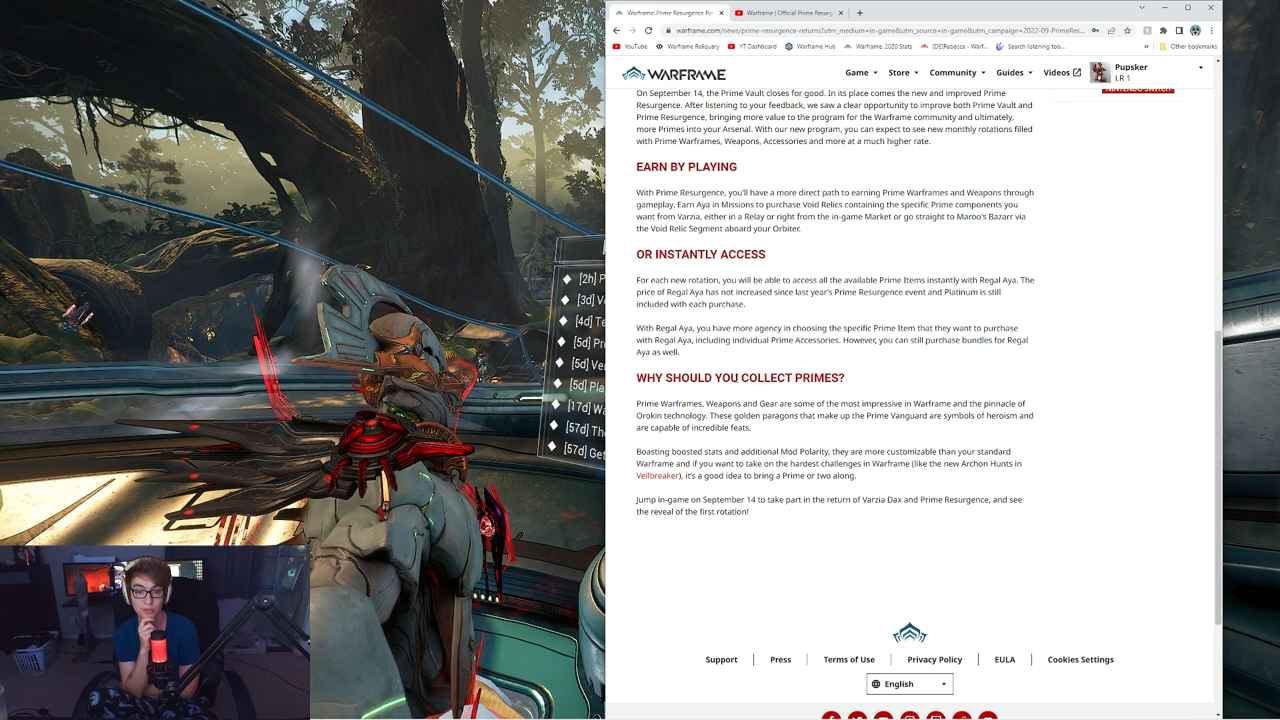 Warframe: Prime Resurgence Re
Warframe | Official Prime Resurg
warframe.com/news/prime-resurgence-returns?utm_medium=in-game&utm_source=in-game&utm_campaign=2022-09-PrimeRes...
YouTube Warframe Reliquary YT Dashboard Warframe Hub Warframe: 2020 Stats [DE]Rebecca - Warf... Search listening too... » Other bookmarks
WARFRAME Game Store Community Guides Videos Pupsker
LR 1
On September 14, the Prime Vault closes for good. In its place comes the new and improved Prime
NINTENDO SWITCH
Resurgence. After listening to your feedback, we saw a clear opportunity to improve both Prime Vault and
Prime Resurgence, bringing more value to the program for the Warframe community and ultimately,
more Primes into your Arsenal. With our new program, you can expect to see new monthly rotations filled
with Prime Warframes, Weapons, Accessories and more at a much higher rate.
EARN BY PLAYING
With Prime Resurgence, you'll have a more direct path to earning Prime Warframes and Weapons through
gameplay. Earn Aya in Missions to purchase Void Relics containing the specific Prime components you
want from Varzia, either in a Relay or right from the in-game Market or go straight to Maroo's Bazarr via
the Void Relic Segment aboard your Orbiter.
OR INSTANTLY ACCESS
For each new rotation, you will be able to access all the available Prime Items instantly with Regal Aya. The
price of Regal Aya has not increased since last year's Prime Resurgence event and Platinum is still
included with each purchase.
With Regal Aya, you have more agency in choosing the specific Prime Item that they want to purchase
with Regal Aya, including individual Prime Accessories. However, you can still purchase bundles for Regal
Aya as well.
WHY SHOULD YOU COLLECT PRIMES?
Prime Warframes, Weapons and Gear are some of the most impressive in Warframe and the pinnacle of
Orokin technology. These golden paragons that make up the Prime Vanguard are symbols of heroism and
are capable of incredible feats.
Boasting boosted stats and additional Mod Polarity, they are more customizable than your standard
Warframe and if you want to take on the hardest challenges in Warframe (like the new Archon Hunts in
Veilbreaker), it's a good idea to bring a Prime or two along.
Jump in-game on September 14 to take part in the return of Varzia Dax and Prime Resurgence, and see
the reveal of the first rotation!
Support Press Terms of Use Privacy Policy EULA Cookies Settings
English
[2h] P
[3d] V
[4d] Te
[5d] Pr
[5d] Ver
[5d] Pla
[17d] Wa
[57d] Th
[57d] Get